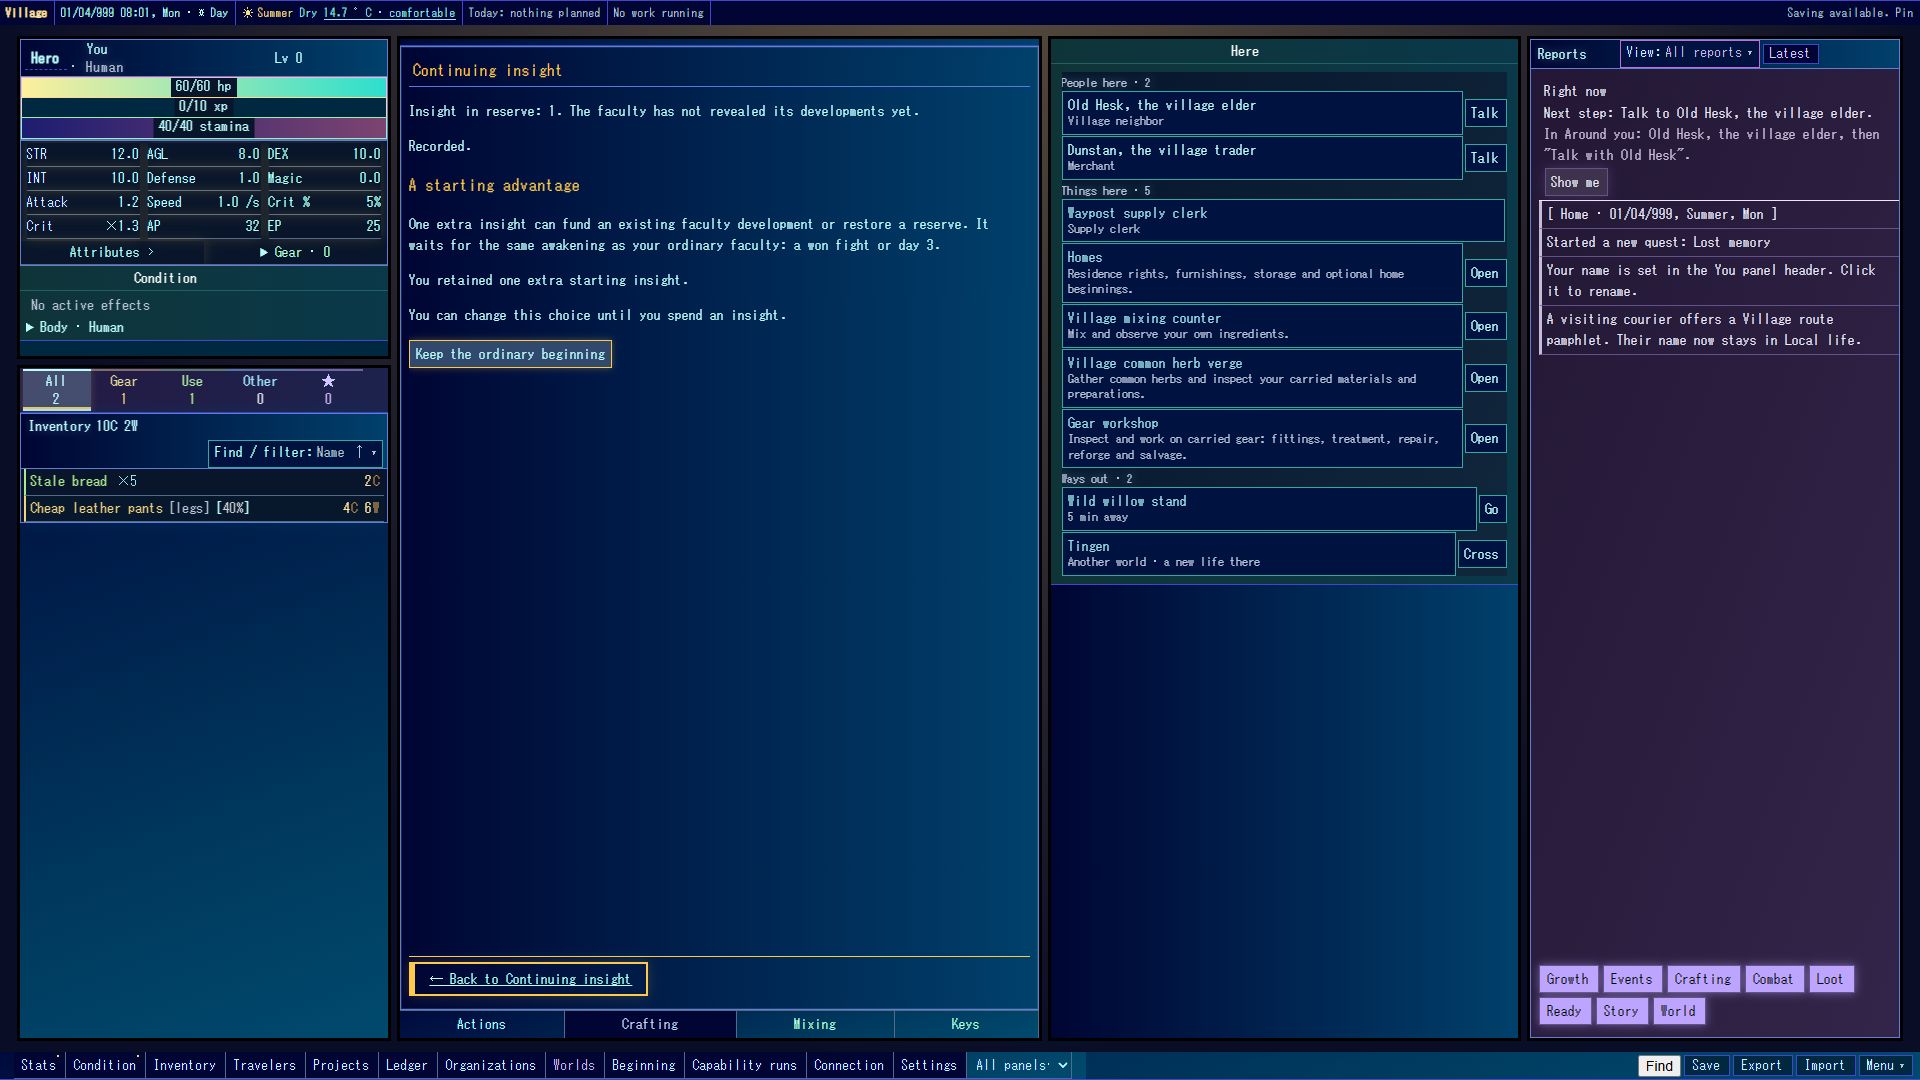 Village 01/04/999 08:01, Mon · ☀ Day ☀ Summer Dry 14.7 ° C · comfortable Today: nothing planned No work running Saving available. Pin
Hero · You Human Lv 0
60/60 hp
0/10 xp
40/40 stamina
STR 12.0 AGL 8.0 DEX 10.0
INT 10.0 Defense 1.0 Magic 0.0
Attack 1.2 Speed 1.0 /s Crit % 5%
Crit ×1.3 AP 32 EP 25
Attributes > ▶ Gear · 0
Condition
No active effects
▶ Body · Human
All Gear Use Other ★
2 1 1 0 0
Inventory 10C 2W
Find / filter: Name ↑ ▾
Stale bread ×5 2C
Cheap leather pants [legs] [40%] 4C 6W
Continuing insight
Insight in reserve: 1. The faculty has not revealed its developments yet.
Recorded.
A starting advantage
One extra insight can fund an existing faculty development or restore a reserve. It
waits for the same awakening as your ordinary faculty: a won fight or day 3.
You retained one extra starting insight.
You can change this choice until you spend an insight.
Keep the ordinary beginning
← Back to Continuing insight
Actions Crafting Mixing Keys
Here
People here · 2
Old Hesk, the village elder
Village neighbor
Talk
Dunstan, the village trader
Merchant
Talk
Things here · 5
Waypost supply clerk
Supply clerk
Homes
Residence rights, furnishings, storage and optional home
beginnings.
Open
Village mixing counter
Mix and observe your own ingredients.
Open
Village common herb verge
Gather common herbs and inspect your carried materials and
preparations.
Open
Gear workshop
Inspect and work on carried gear: fittings, treatment, repair,
reforge and salvage.
Open
Ways out · 2
Wild willow stand
5 min away
Go
Tingen
Another world · a new life there
Cross
Reports View: All reports ▾ Latest
Right now
Next step: Talk to Old Hesk, the village elder.
In Around you: Old Hesk, the village elder, then
"Talk with Old Hesk".
Show me
[ Home · 01/04/999, Summer, Mon ]
Started a new quest: Lost memory
Your name is set in the You panel header. Click
it to rename.
A visiting courier offers a Village route
pamphlet. Their name now stays in Local life.
Growth Events Crafting Combat Loot
Ready Story World
Stats Condition Inventory Travelers Projects Ledger Organizations Worlds Beginning Capability runs Connection Settings All panels Find Save Export Import Menu ▾